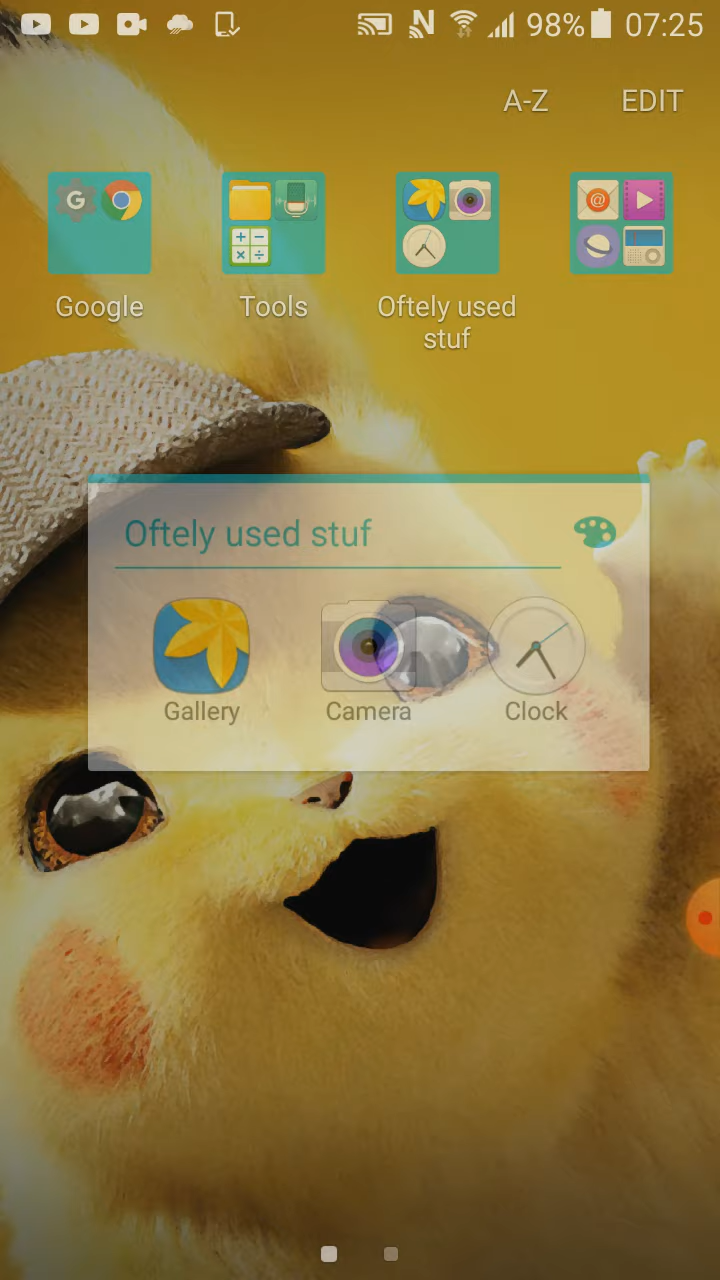 98% 07:25
A-Z EDIT
Google Tools Oftely used
stuf
Oftely used stuf
Gallery Camera Clock